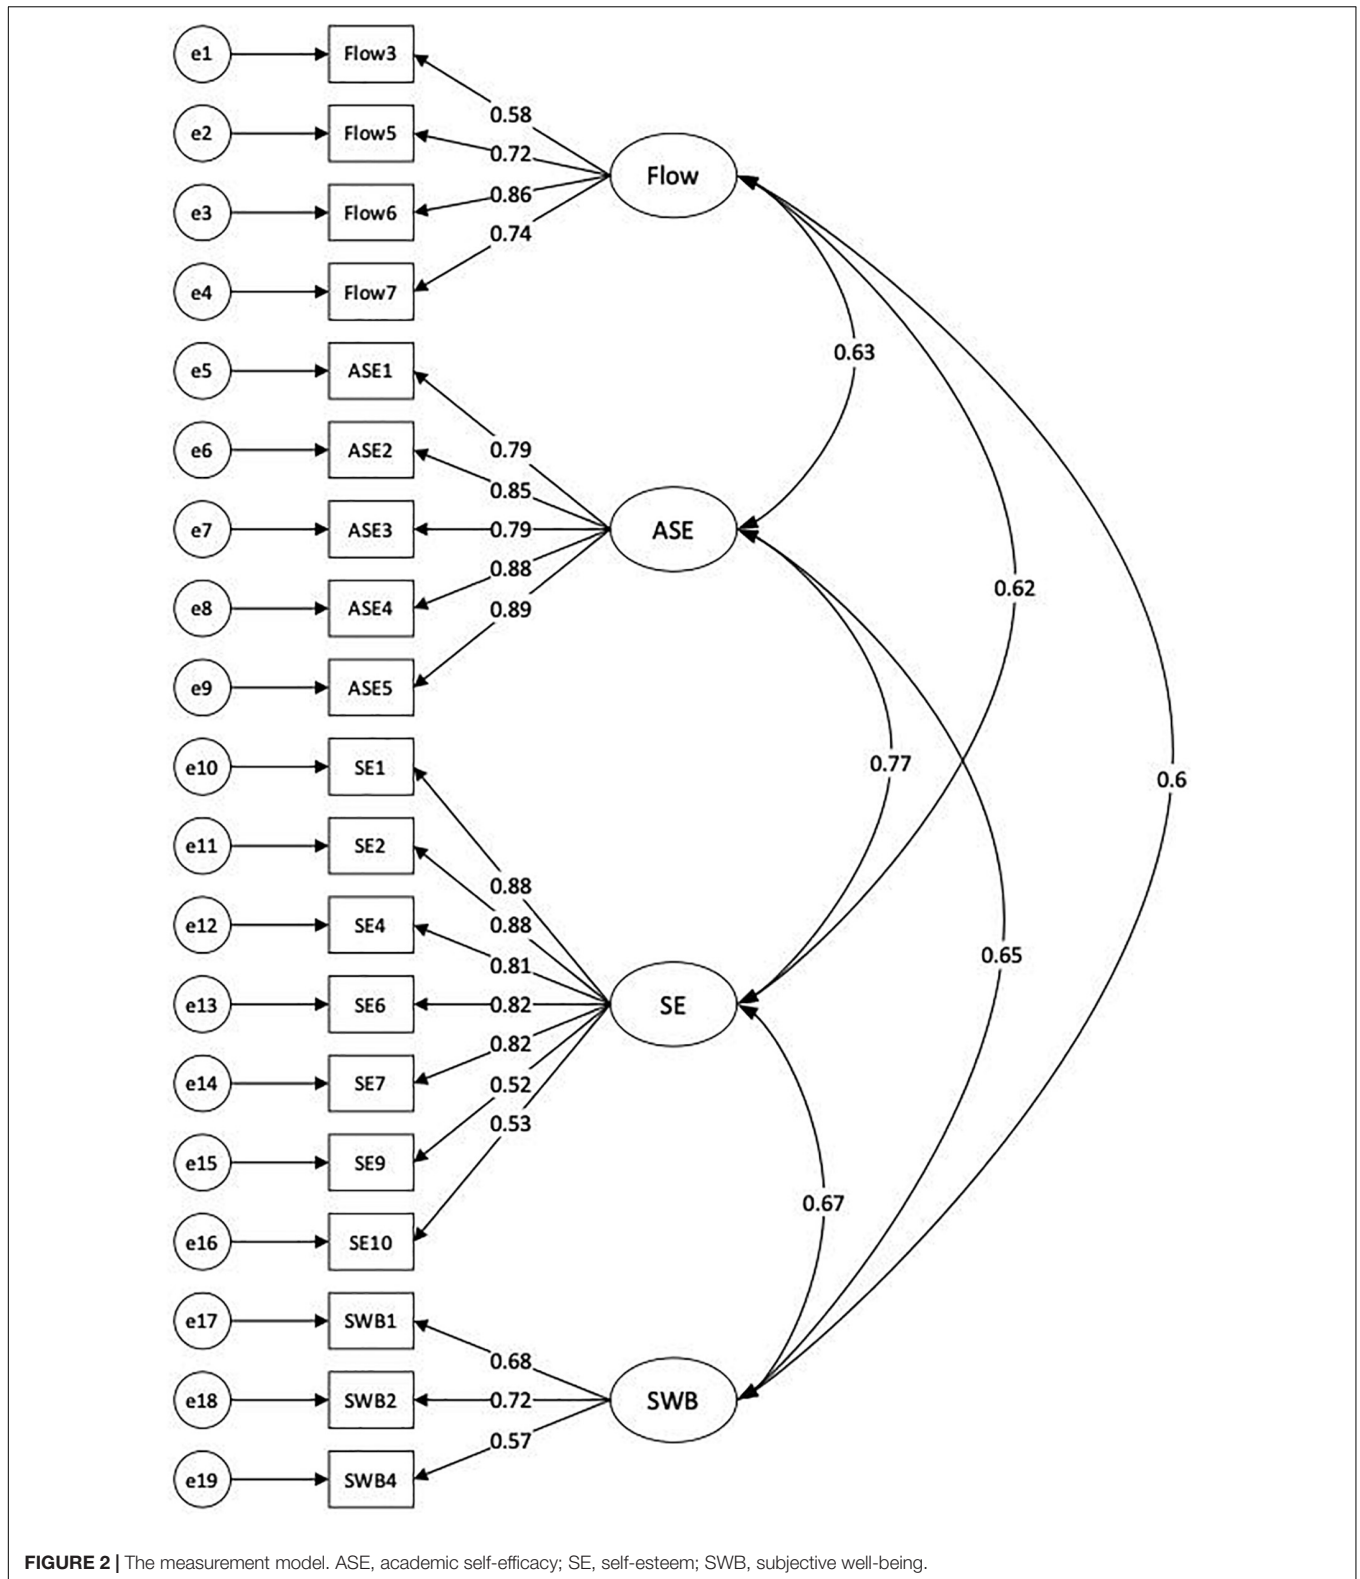 e1 Flow3
0.58
e2 Flow5
0.72
Flow
e3 Flow6
0.86
0.74
e4 Flow7
0.63
e5 ASE1
0.79
e6 ASE2
0.85
e7 ASE3
0.79
ASE
0.88
0.62
e8 ASE4
0.89
e9 ASE5
0.77
e10 SE1
0.6
e11 SE2
0.88
e12 SE4
0.88
0.65
0.81
e13 SE6
0.82
SE
0.82
e14 SE7
0.52
0.53
e15 SE9
0.67
e16 SE10
e17 SWB1
0.68
e18 SWB2
0.72
SWB
0.57
e19 SWB4
FIGURE 2 | The measurement model. ASE, academic self-efficacy; SE, self-esteem; SWB, subjective well-being.